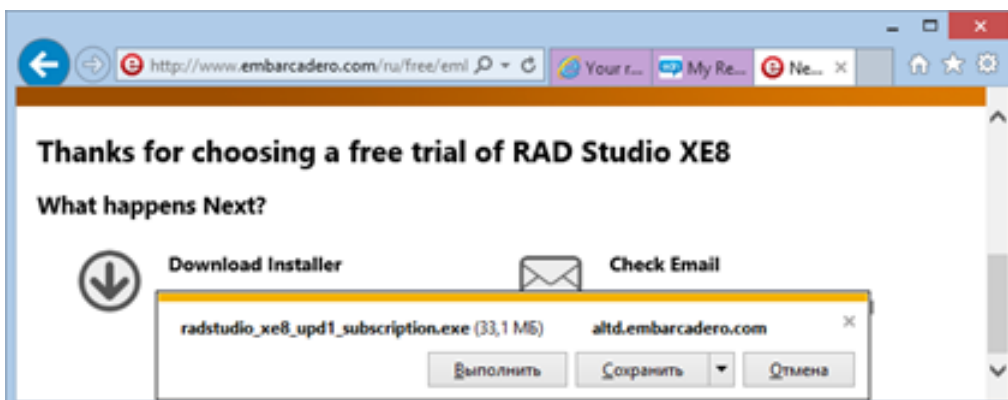 http://www.embarcadero.com/ru/free/eml
Your r...
My Re...
Ne...
Thanks for choosing a free trial of RAD Studio XE8
What happens Next?
Download Installer
Check Email
radstudio_xe8_upd1_subscription.exe (33,1 МБ) altd.embarcadero.com
Выполнить Сохранить Отмена